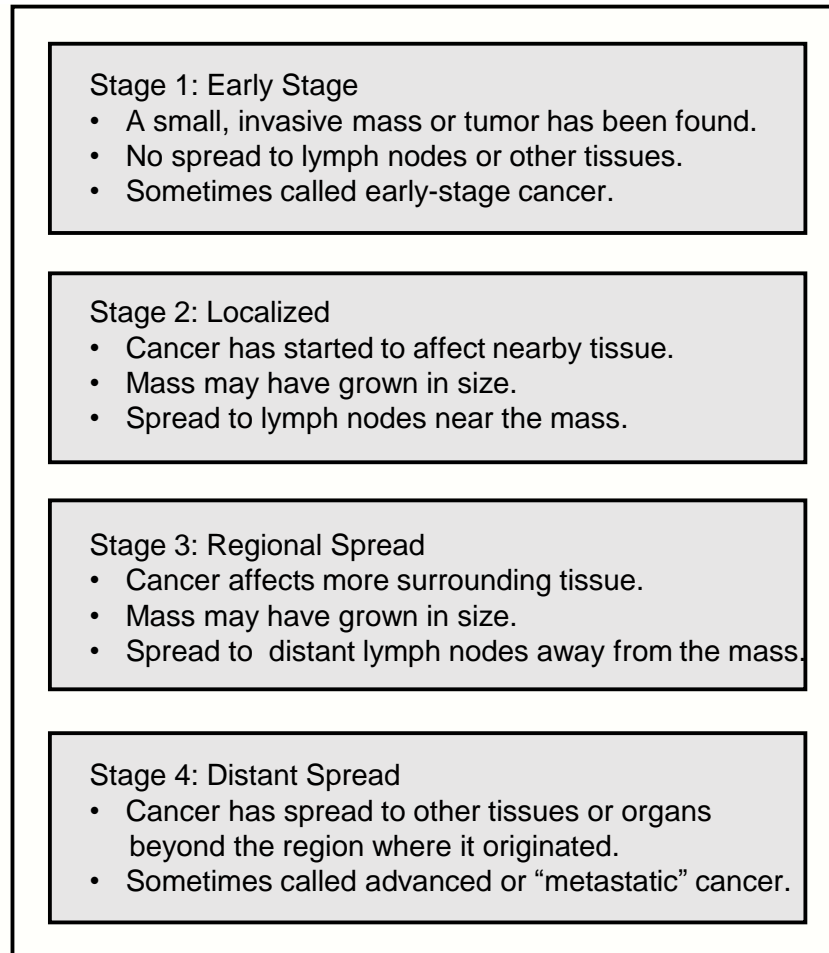 Stage 1: Early Stage
• A small, invasive mass or tumor has been found.
• No spread to lymph nodes or other tissues.
• Sometimes called early-stage cancer.
Stage 2: Localized
• Cancer has started to affect nearby tissue.
• Mass may have grown in size.
• Spread to lymph nodes near the mass.
Stage 3: Regional Spread
• Cancer affects more surrounding tissue.
• Mass may have grown in size.
• Spread to distant lymph nodes away from the mass.
Stage 4: Distant Spread
• Cancer has spread to other tissues or organs
beyond the region where it originated.
• Sometimes called advanced or “metastatic” cancer.